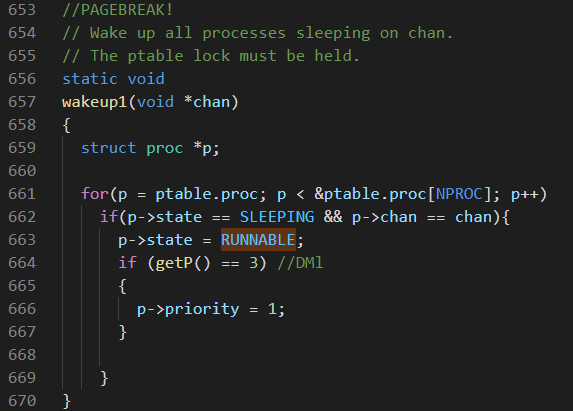 653 //PAGEBREAK!
654 // Wake up all processes sleeping on chan.
655 // The ptable lock must be held.
656 static void
657 wakeup1(void *chan)
658 {
659   struct proc *p;
660
661   for(p = ptable.proc; p < &ptable.proc[NPROC]; p++)
662     if(p->state == SLEEPING && p->chan == chan){
663       p->state = RUNNABLE;
664       if (getP() == 3) //DMl
665       {
666         p->priority = 1;
667       }
668
669     }
670 }